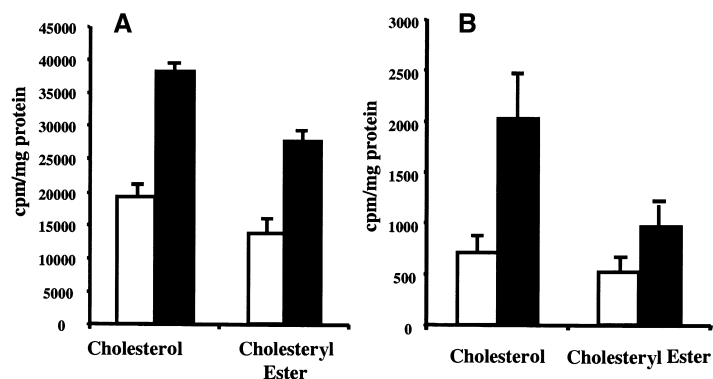 A
45000
40000
35000
30000
25000
20000
15000
10000
5000
0
cpm/mg protein
Cholesterol
Cholesteryl
Ester
B
3000
2500
2000
1500
1000
500
0
cpm/mg protein
Cholesterol
Cholesteryl Ester